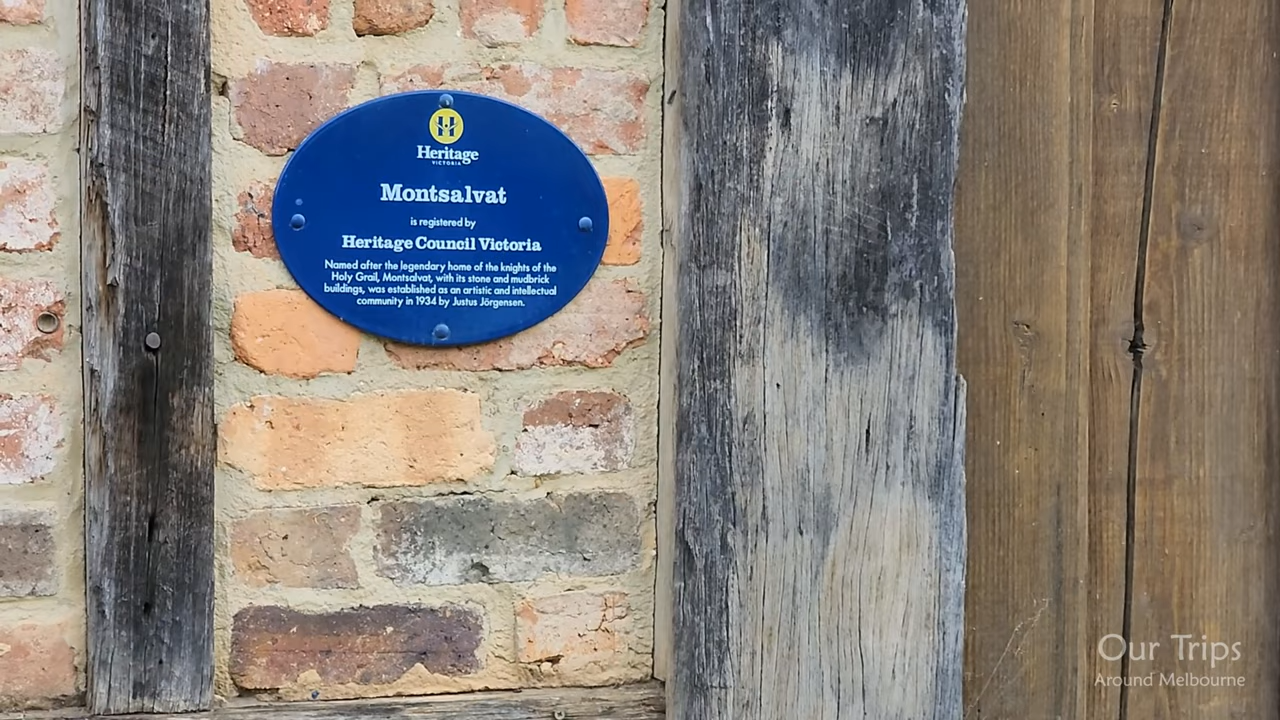 H
Heritage
VICTORIA
Montsalvat
is registered by
Heritage Council Victoria
Named after the legendary home of the knights of the
Holy Grail, Montsalvat, with its stone and mudbrick
buildings, was established as an artistic and intellectual
community in 1934 by Justus Jörgensen.
Our Trips
Around Melbourne